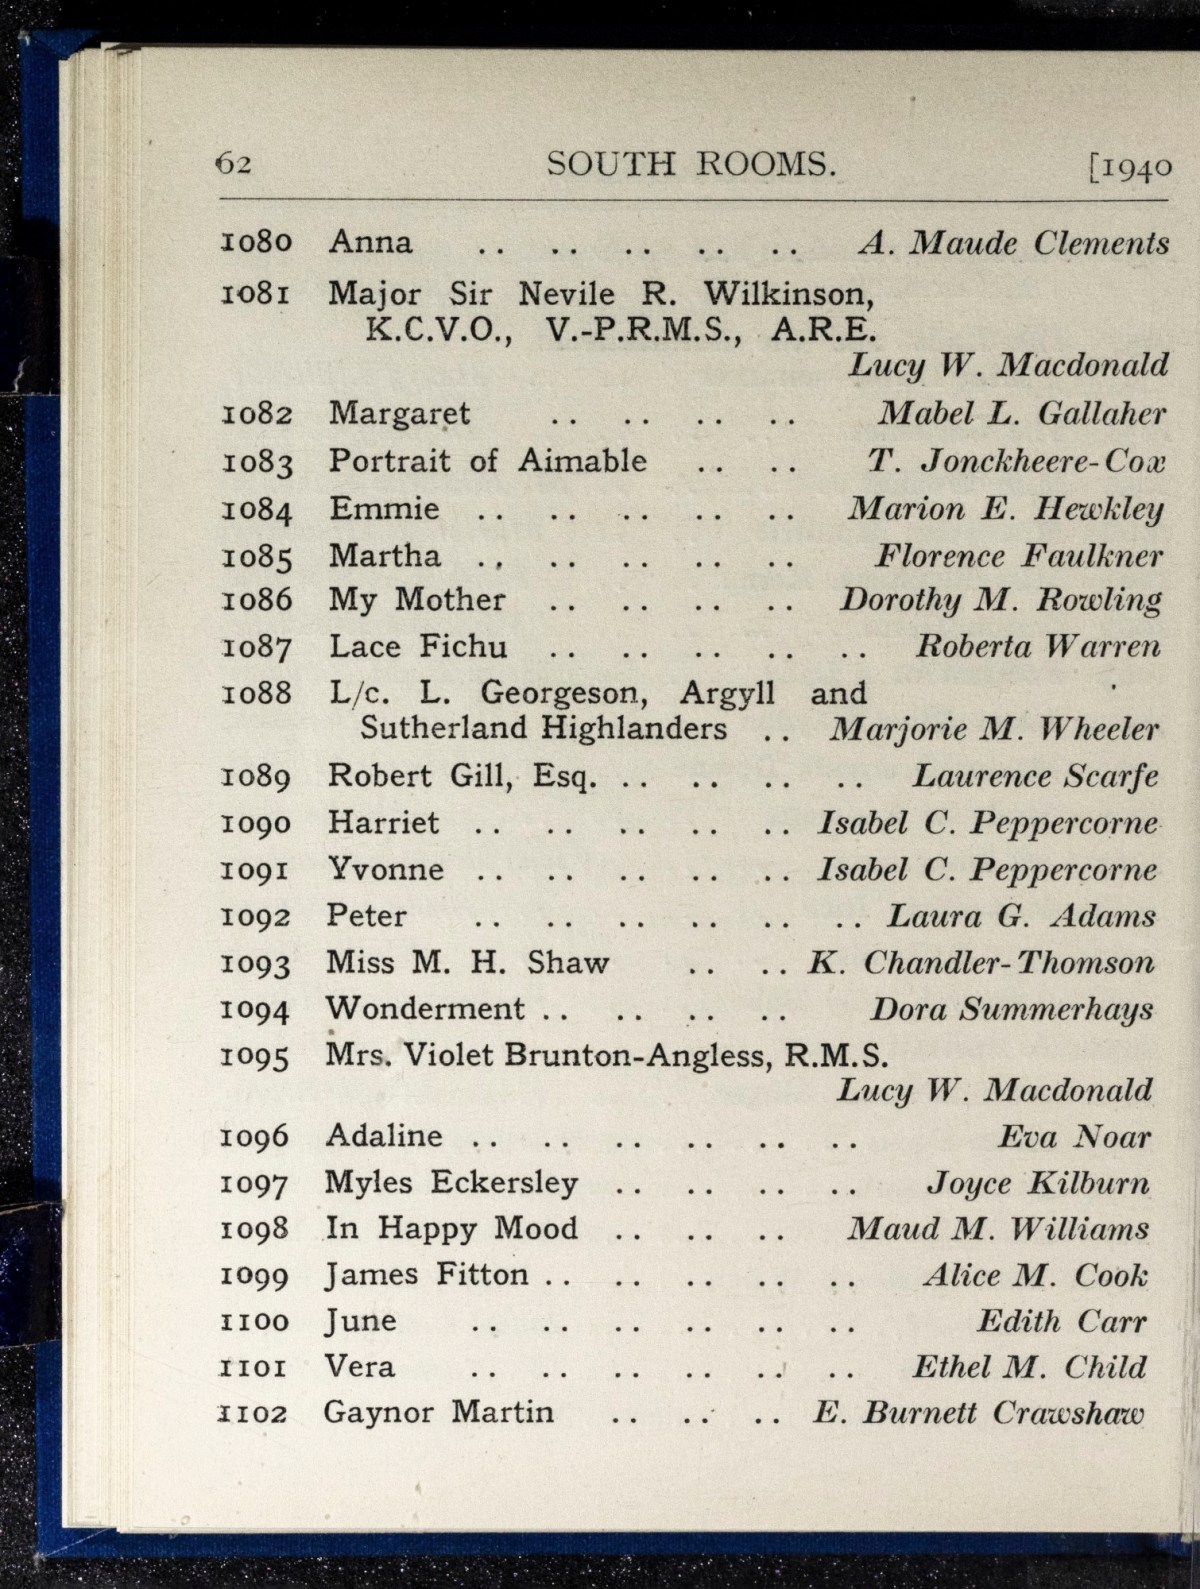 62 SOUTH ROOMS. [1940
1080 Anna .. .. .. .. .. A. Maude Clements
1081 Major Sir Nevile R. Wilkinson,
K.C.V.O., V.-P.R.M.S., A.R.E.
Lucy W. Macdonald
1082 Margaret .. .. .. .. Mabel L. Gallaher
1083 Portrait of Aimable .. .. T. Jonckheere-Cox
1084 Emmie .. .. .. .. .. Marion E. Hewkley
1085 Martha .. .. .. .. .. Florence Faulkner
1086 My Mother .. .. .. .. Dorothy M. Rowling
1087 Lace Fichu .. .. .. .. .. Roberta Warren
1088 L/c. L. Georgeson, Argyll and
Sutherland Highlanders .. Marjorie M. Wheeler
1089 Robert Gill, Esq. .. .. .. .. Laurence Scarfe
1090 Harriet .. .. .. .. .. Isabel C. Peppercorne
1091 Yvonne .. .. .. .. .. Isabel C. Peppercorne
1092 Peter .. .. .. .. .. .. Laura G. Adams
1093 Miss M. H. Shaw .. .. K. Chandler-Thomson
1094 Wonderment .. .. .. .. Dora Summerhays
1095 Mrs. Violet Brunton-Angless, R.M.S.
Lucy W. Macdonald
1096 Adaline .. .. .. .. .. .. Eva Noar
1097 Myles Eckersley .. .. .. .. Joyce Kilburn
1098 In Happy Mood .. .. .. Maud M. Williams
1099 James Fitton .. .. .. .. .. Alice M. Cook
1100 June .. .. .. .. .. .. Edith Carr
1101 Vera .. .. .. .. .. .. Ethel M. Child
1102 Gaynor Martin .. .. .. E. Burnett Crawshaw